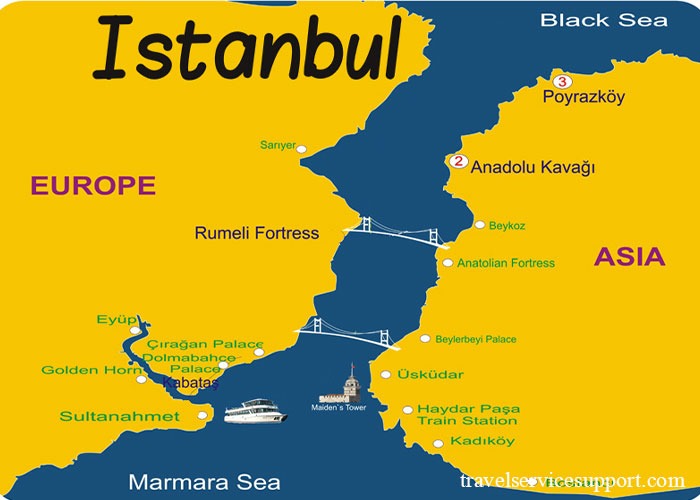 Istanbul
Black Sea
3
Poyrazköy
Sarıyer
2
Anadolu Kavağı
EUROPE
Rumeli Fortress
Beykoz
Anatolian Fortress
ASIA
Eyüp
Çırağan Palace
Dolmabahçe
Palace
Golden Horn
Kabataş
Beylerbeyi Palace
Üsküdar
Maiden`s Tower
Sultanahmet
Haydar Paşa
Train Station
Kadıköy
Marmara Sea
travelservicesupport.com